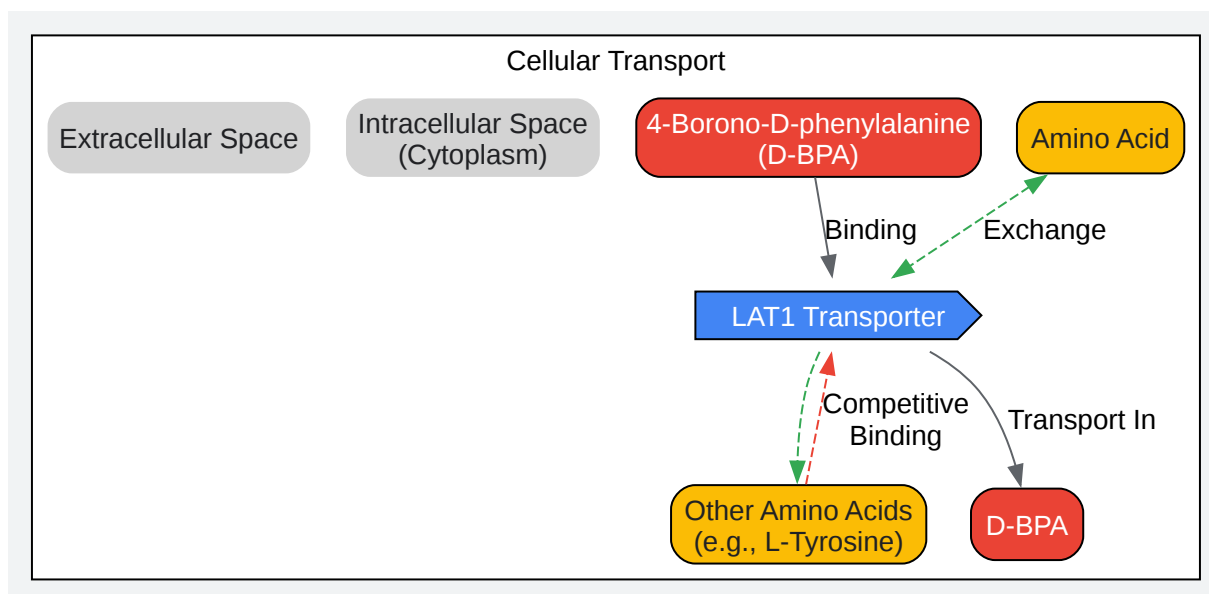 Cellular Transport
Extracellular Space
Intracellular Space
(Cytoplasm)
4-Borono-D-phenylalanine
(D-BPA)
Amino Acid
Binding
Exchange
LAT1 Transporter
Competitive
Binding
Transport In
Other Amino Acids
(e.g., L-Tyrosine)
D-BPA